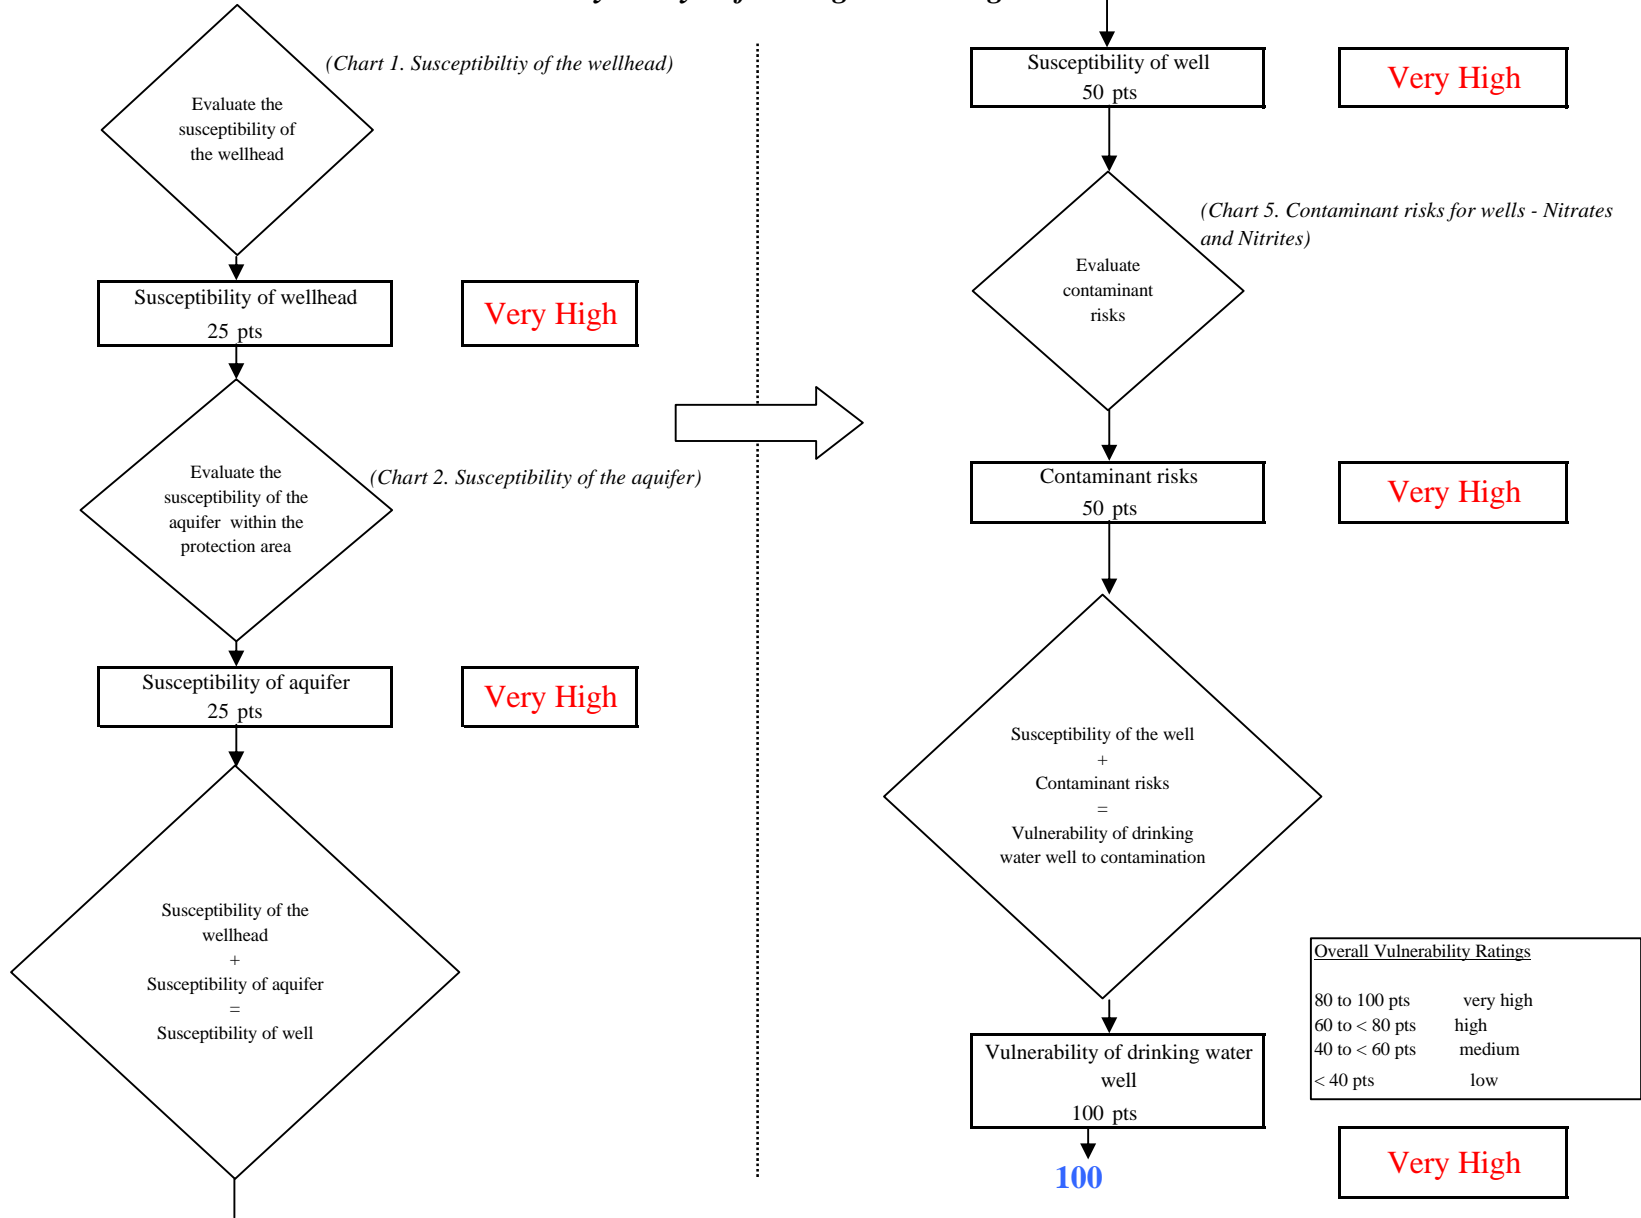 (Chart 1. Susceptibiltiy of the wellhead)
Evaluate the
susceptibility of
the wellhead
Susceptibility of wellhead
25 pts
Very High
Evaluate the
susceptibility of the
aquifer within the
protection area
(Chart 2. Susceptibility of the aquifer)
Susceptibility of aquifer
25 pts
Very High
Susceptibility of the
wellhead
+
Susceptibility of aquifer
=
Susceptibility of well
Susceptibility of well
50 pts
Very High
(Chart 5. Contaminant risks for wells - Nitrates
and Nitrites)
Evaluate
contaminant
risks
Contaminant risks
50 pts
Very High
Susceptibility of the well
+
Contaminant risks
=
Vulnerability of drinking
water well to contamination
Vulnerability of drinking water
well
100 pts
100
Overall Vulnerability Ratings
80 to 100 pts very high
60 to < 80 pts high
40 to < 60 pts medium
< 40 pts low
Very High